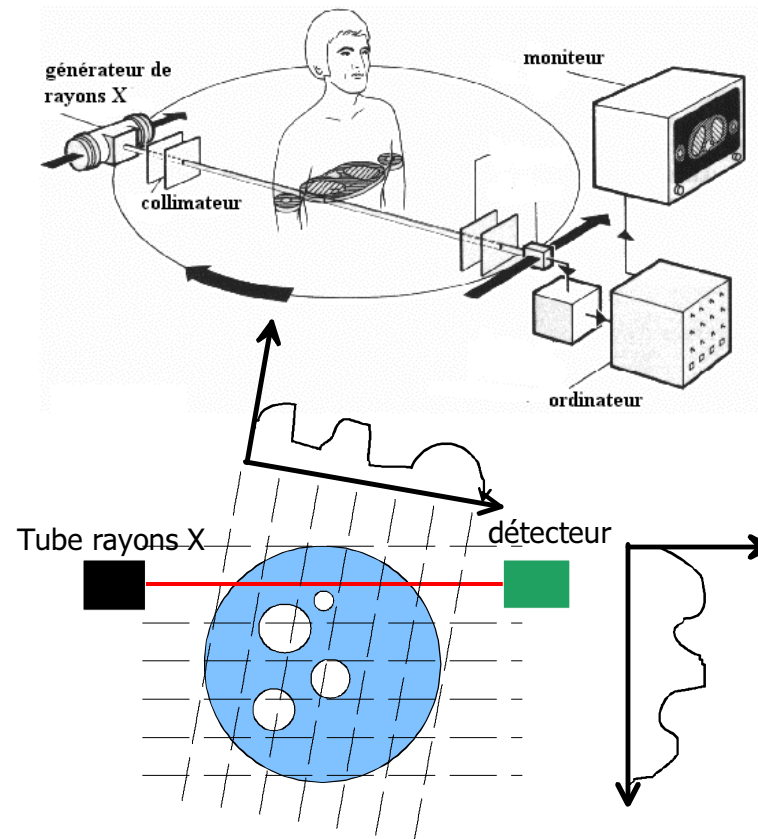 générateur de
rayons X
moniteur
collimateur
ordinateur
Tube rayons X
détecteur